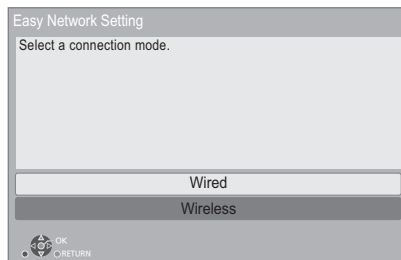 Easy Network Setting
Select a connection mode.
Wired
Wireless
OK
RETURN